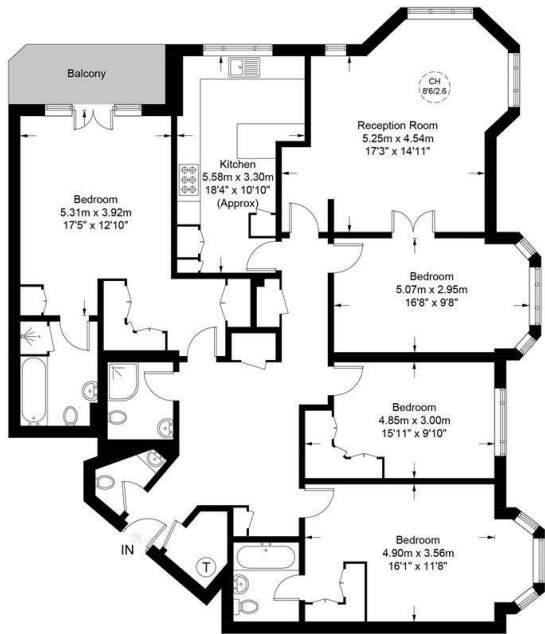 Balcony
CH
8'6/2.6
Reception Room
5.25m x 4.54m
17'3" x 14'11"
Kitchen
5.58m x 3.30m
18'4" x 10'10"
(Approx)
Bedroom
5.31m x 3.92m
17'5" x 12'10"
Bedroom
5.07m x 2.95m
16'8" x 9'8"
Bedroom
4.85m x 3.00m
15'11" x 9'10"
Bedroom
4.90m x 3.56m
16'1" x 11'8"
IN
T